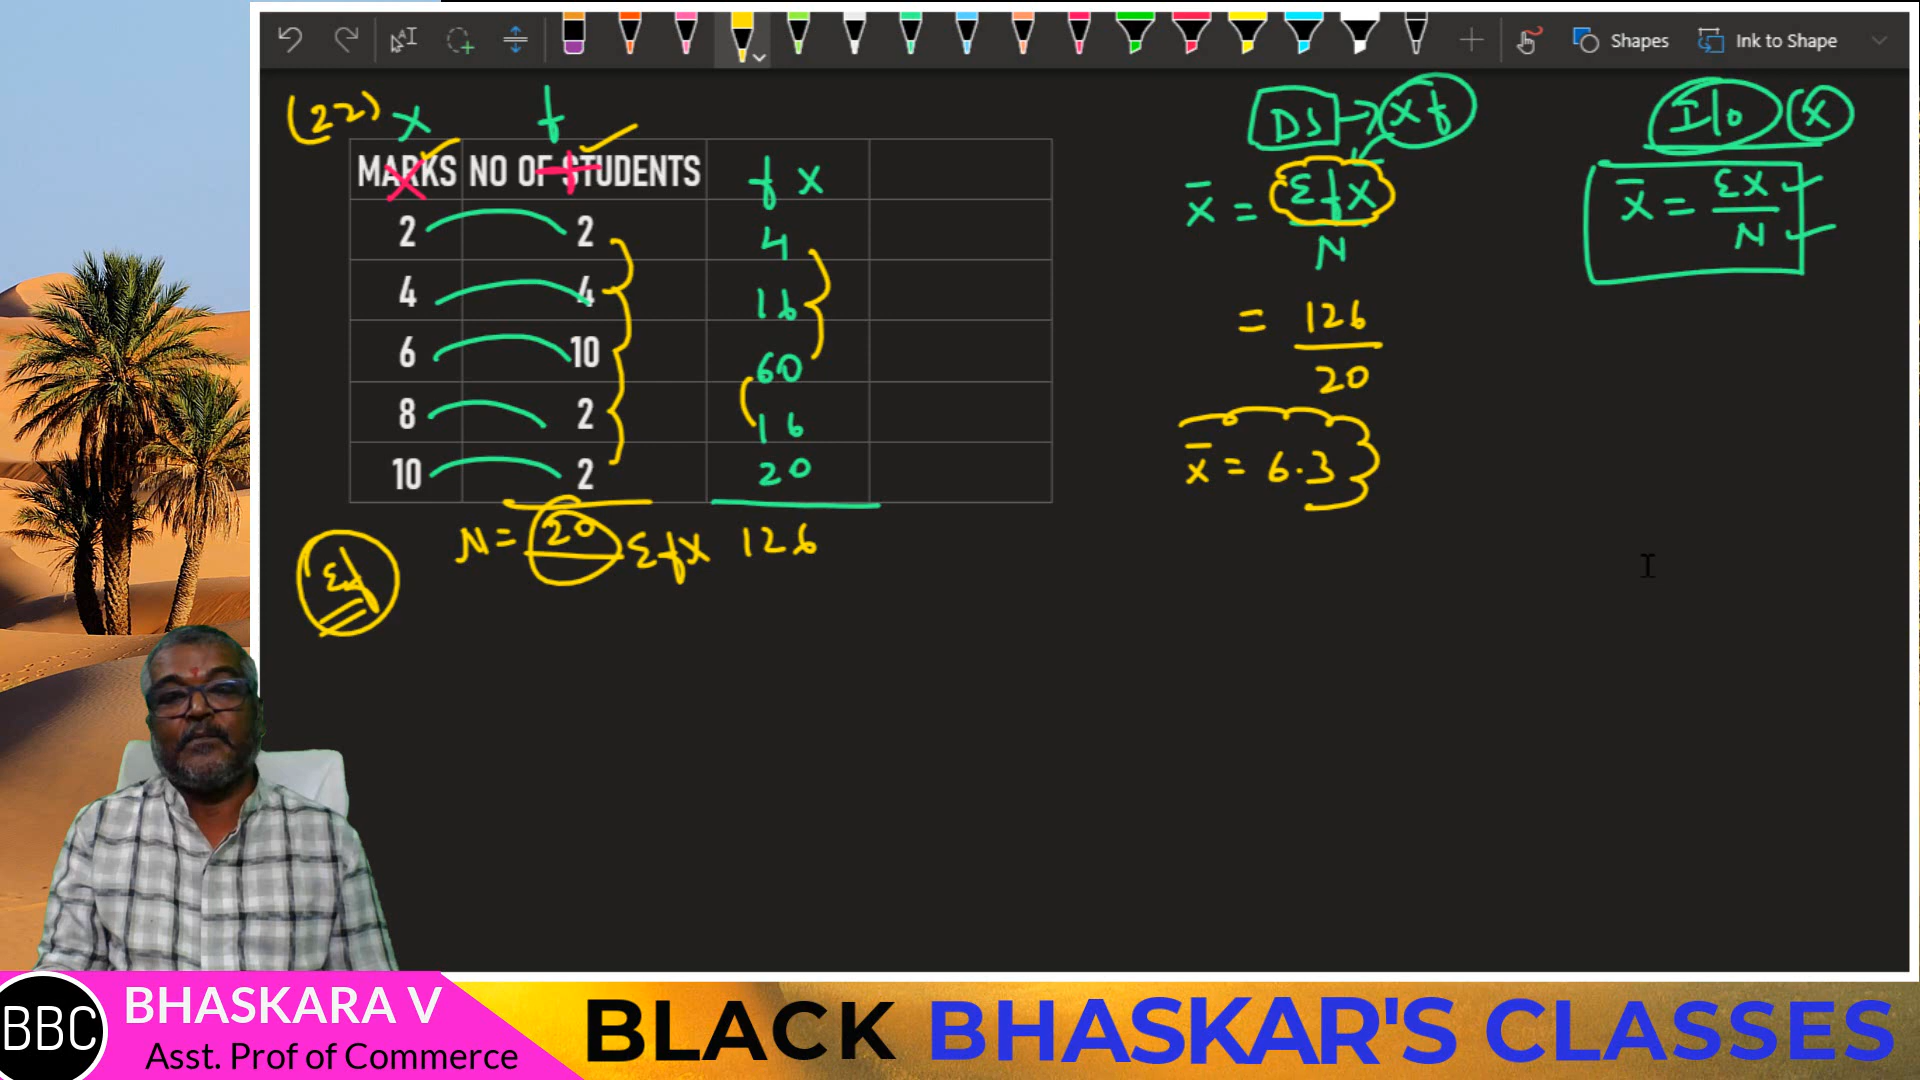 Shapes
Ink to Shape
(22) x f
MARKS NO OF STUDENTS f x
2 2 4
4 4 16
6 10 60
8 2 16
10 2 20
N = 20 Σfx 126
Σf
DS → x f
x̄ = Σfx
N
= 126
20
x̄ = 6.3
I/o x
x̄ = Σx
N
BBC
BHASKARA V
Asst. Prof of Commerce
BLACK BHASKAR'S CLASSES